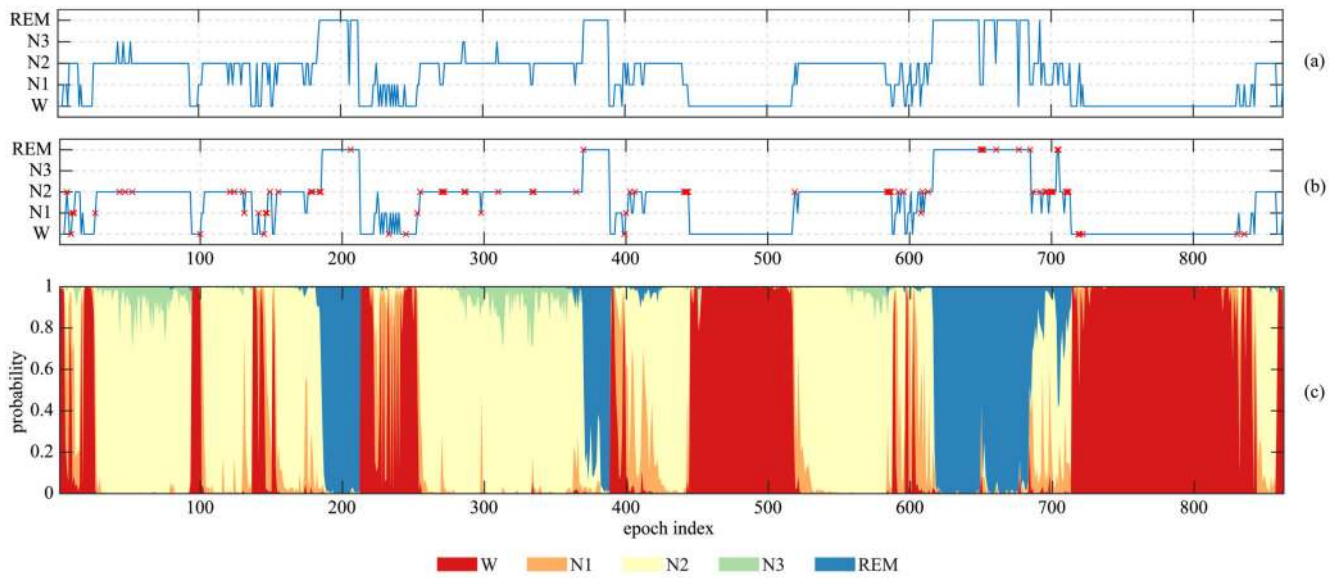 REM
N3
N2
N1
W
(a)
REM
N3
N2
N1
W
(b)
100 200 300 400 500 600 700 800
1
0.8
0.6
0.4
0.2
0
probability
(c)
100 200 300 400 500 600 700 800
epoch index
W N1 N2 N3 REM